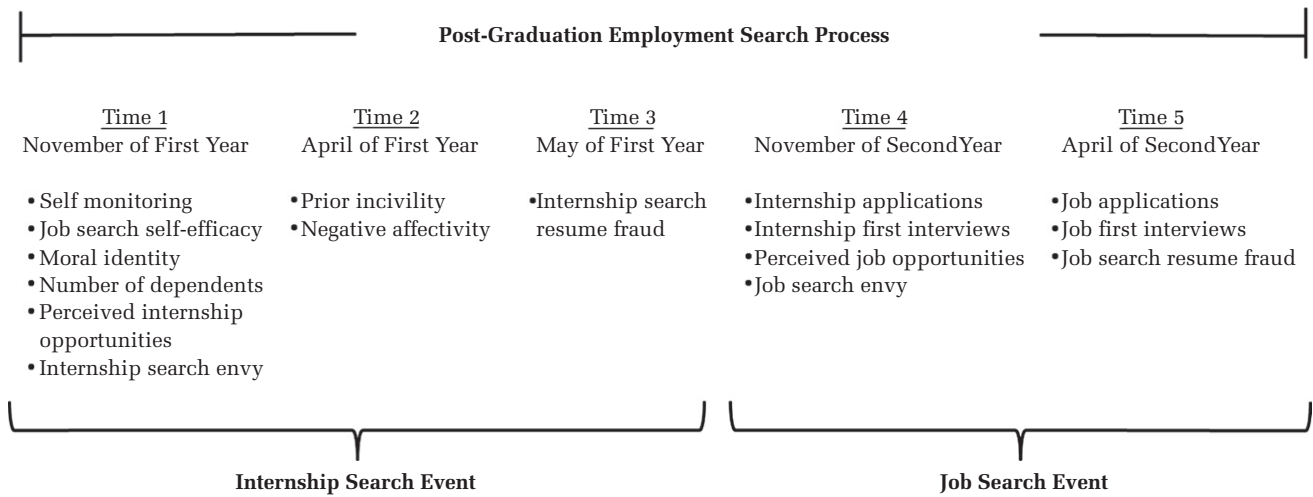 Post-Graduation Employment Search Process
Time 1
November of First Year
• Self monitoring
• Job search self-efficacy
• Moral identity
• Number of dependents
• Perceived internship
opportunities
• Internship search envy
Time 2
April of First Year
• Prior incivility
• Negative affectivity
Time 3
May of First Year
•Internship search
resume fraud
Time 4
November of SecondYear
•Internship applications
•Internship first interviews
•Perceived job opportunities
•Job search envy
Time 5
April of SecondYear
•Job applications
•Job first interviews
•Job search resume fraud
Internship Search Event
Job Search Event